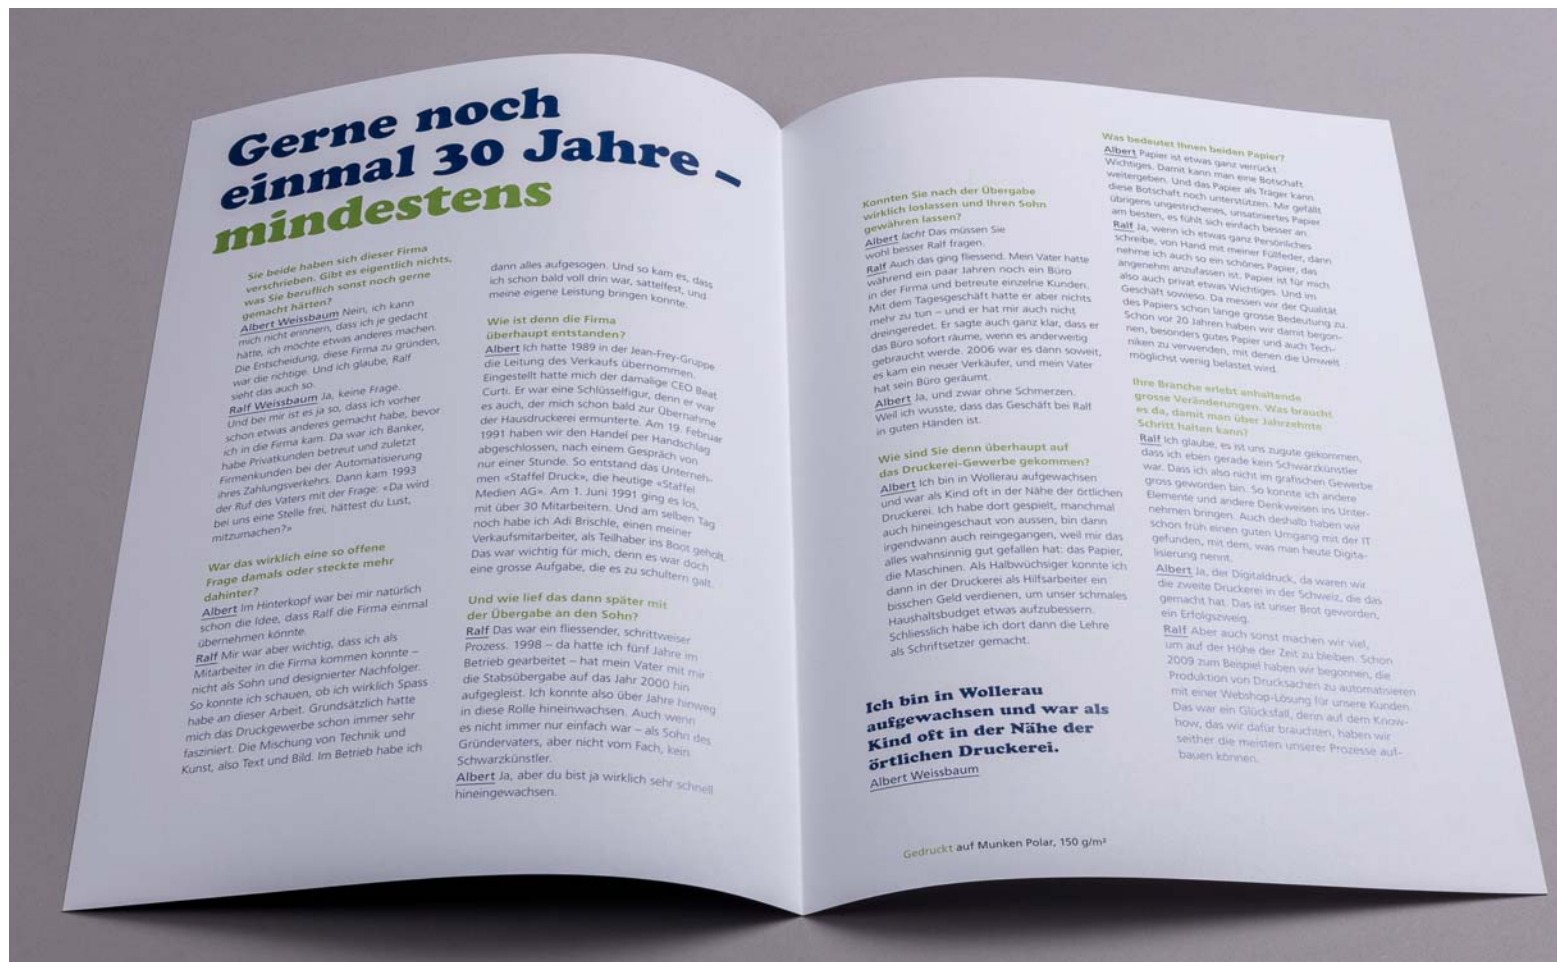 Gerne noch
einmal 30 Jahre –
mindestens
Sie beide haben sich dieser Firma
verschrieben. Gibt es eigentlich nichts,
was Sie beruflich sonst noch gerne
gemacht hätten?
Albert Weissbaum Nein, ich kann
mich nicht erinnern, dass ich je gedacht
hätte, ich möchte etwas anderes machen.
Die Entscheidung, diese Firma zu gründen,
war die richtige. Und ich glaube, Ralf
sieht das auch so.
Ralf Weissbaum Ja, keine Frage.
Und bei mir ist es ja so, dass ich vorher
schon etwas anderes gemacht habe, bevor
ich in die Firma kam. Da war ich Banker,
habe Privatkunden betreut und zuletzt
Firmenkunden bei der Automatisierung
ihres Zahlungsverkehrs. Dann kam 1993
der Ruf des Vaters mit der Frage: «Da wird
bei uns eine Stelle frei, hättest du Lust,
mitzumachen?»
War das wirklich eine so offene
Frage damals oder steckte mehr
dahinter?
Albert Im Hinterkopf war bei mir natürlich
schon die Idee, dass Ralf die Firma einmal
übernehmen könnte.
Ralf Mir war aber wichtig, dass ich als
Mitarbeiter in die Firma kommen konnte –
nicht als Sohn und designierter Nachfolger.
So konnte ich schauen, ob ich wirklich Spass
habe an dieser Arbeit. Grundsätzlich hatte
mich das Druckgewerbe schon immer sehr
fasziniert. Die Mischung von Technik und
Kunst, also Text und Bild. Im Betrieb habe ich
dann alles aufgesogen. Und so kam es, dass
ich schon bald voll drin war, sattelfest, und
meine eigene Leistung bringen konnte.
Wie ist denn die Firma
überhaupt entstanden?
Albert Ich hatte 1989 in der Jean-Frey-Gruppe
die Leitung des Verkaufs übernommen.
Eingestellt hatte mich der damalige CEO Beat
Curti. Er war eine Schlüsselfigur, denn er war
es auch, der mich schon bald zur Übernahme
der Hausdruckerei ermunterte. Am 19. Februar
1991 haben wir den Handel per Handschlag
abgeschlossen, nach einem Gespräch von
nur einer Stunde. So entstand das Unterneh-
men «Staffel Druck», die heutige «Staffel
Medien AG». Am 1. Juni 1991 ging es los,
mit über 30 Mitarbeitern. Und am selben Tag
noch habe ich Adi Brischle, einen meiner
Verkaufsmitarbeiter, als Teilhaber ins Boot geholt.
Das war wichtig für mich, denn es war doch
eine grosse Aufgabe, die es zu schultern galt.
Und wie lief das dann später mit
der Übergabe an den Sohn?
Ralf Das war ein fliessender, schrittweiser
Prozess. 1998 – da hatte ich fünf Jahre im
Betrieb gearbeitet – hat mein Vater mit mir
die Stabsübergabe auf das Jahr 2000 hin
aufgegleist. Ich konnte also über Jahre hinweg
in diese Rolle hineinwachsen. Auch wenn
es nicht immer nur einfach war – als Sohn des
Gründervaters, aber nicht vom Fach, kein
Schwarzkünstler.
Albert Ja, aber du bist ja wirklich sehr schnell
hineingewachsen.
Konnten Sie nach der Übergabe
wirklich loslassen und Ihren Sohn
gewähren lassen?
Albert lacht Das müssen Sie
wohl besser Ralf fragen.
Ralf Auch das ging fliessend. Mein Vater hatte
während ein paar Jahren noch ein Büro
in der Firma und betreute einzelne Kunden.
Mit dem Tagesgeschäft hatte er aber nichts
mehr zu tun – und er hat mir auch nicht
dreingeredet. Er sagte auch ganz klar, dass er
das Büro sofort räume, wenn es anderweitig
gebraucht werde. 2006 war es dann soweit,
es kam ein neuer Verkäufer, und mein Vater
hat sein Büro geräumt.
Albert Ja, und zwar ohne Schmerzen.
Weil ich wusste, dass das Geschäft bei Ralf
in guten Händen ist.
Wie sind Sie denn überhaupt auf
das Druckerei-Gewerbe gekommen?
Albert Ich bin in Wollerau aufgewachsen
und war als Kind oft in der Nähe der örtlichen
Druckerei. Ich habe dort gespielt, manchmal
auch hineingeschaut von aussen, bin dann
irgendwann auch reingegangen, weil mir das
alles wahnsinnig gut gefallen hat: das Papier,
die Maschinen. Als Halbwüchsiger konnte ich
dann in der Druckerei als Hilfsarbeiter ein
bisschen Geld verdienen, um unser schmales
Haushaltsbudget etwas aufzubessern.
Schliesslich habe ich dort dann die Lehre
als Schriftsetzer gemacht.
Ich bin in Wollerau
aufgewachsen und war als
Kind oft in der Nähe der
örtlichen Druckerei.
Albert Weissbaum
Gedruckt auf Munken Polar, 150 g/m²
Was bedeutet Ihnen beiden Papier?
Albert Papier ist etwas ganz verrückt
Wichtiges. Damit kann man eine Botschaft
weitergeben. Und das Papier als Träger kann
diese Botschaft noch unterstützen. Mir gefällt
übrigens ungestrichenes, unsatiniertes Papier
am besten, es fühlt sich einfach besser an.
Ralf Ja, wenn ich etwas ganz Persönliches
schreibe, von Hand mit meiner Füllfeder, dann
nehme ich auch so ein schönes Papier, das
angenehm anzufassen ist. Papier ist für mich
also auch privat etwas Wichtiges. Und im
Geschäft sowieso. Da messen wir der Qualität
des Papiers schon lange grosse Bedeutung zu.
Schon vor 20 Jahren haben wir damit begon-
nen, besonders gutes Papier und auch Tech-
niken zu verwenden, mit denen die Umwelt
möglichst wenig belastet wird.
Ihre Branche erlebt anhaltende
grosse Veränderungen. Was braucht
es da, damit man über Jahrzehnte
Schritt halten kann?
Ralf Ich glaube, es ist uns zugute gekommen,
dass ich eben gerade kein Schwarzkünstler
war. Dass ich also nicht im grafischen Gewerbe
gross geworden bin. So konnte ich andere
Elemente und andere Denkweisen ins Unter-
nehmen bringen. Auch deshalb haben wir
schon früh einen guten Umgang mit der IT
gefunden, mit dem, was man heute Digita-
lisierung nennt.
Albert Ja, der Digitaldruck, da waren wir
die zweite Druckerei in der Schweiz, die das
gemacht hat. Das ist unser Brot geworden,
ein Erfolgszweig.
Ralf Aber auch sonst machen wir viel,
um auf der Höhe der Zeit zu bleiben. Schon
2009 zum Beispiel haben wir begonnen, die
Produktion von Drucksachen zu automatisieren
mit einer Webshop-Lösung für unsere Kunden.
Das war ein Glücksfall, denn auf dem Know-
how, das wir dafür brauchten, haben wir
seither die meisten unserer Prozesse auf-
bauen können.